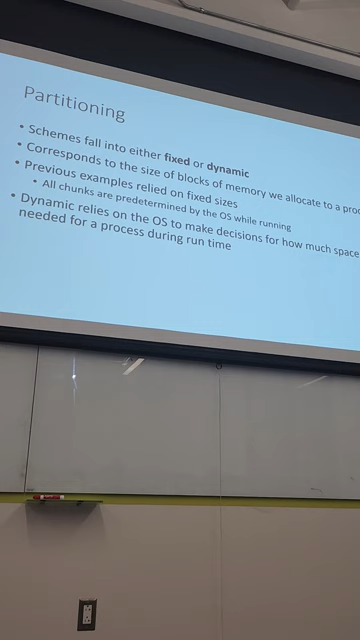 Partitioning
• Schemes fall into either fixed or dynamic
• Corresponds to the size of blocks of memory we allocate to a
• Previous examples relied on fixed sizes
• All chunks are predetermined by the OS while running
• Dynamic relies on the OS to make decisions for how much space
needed for a process during run time